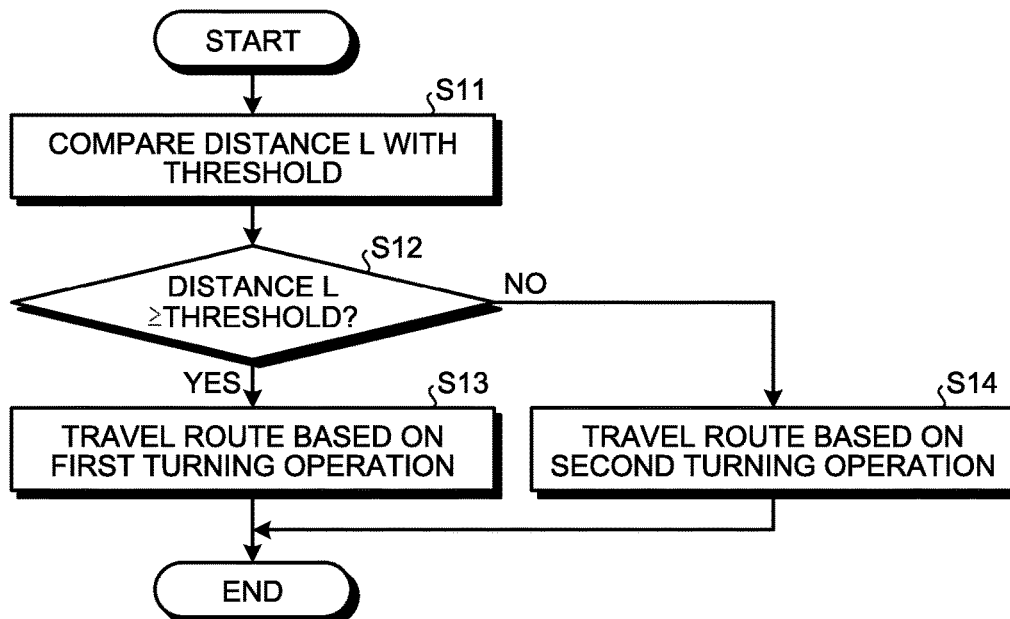 START
S11
COMPARE DISTANCE L WITH
THRESHOLD
S12
DISTANCE L
≥THRESHOLD?
NO
YES
S13
TRAVEL ROUTE BASED ON
FIRST TURNING OPERATION
S14
TRAVEL ROUTE BASED ON
SECOND TURNING OPERATION
END